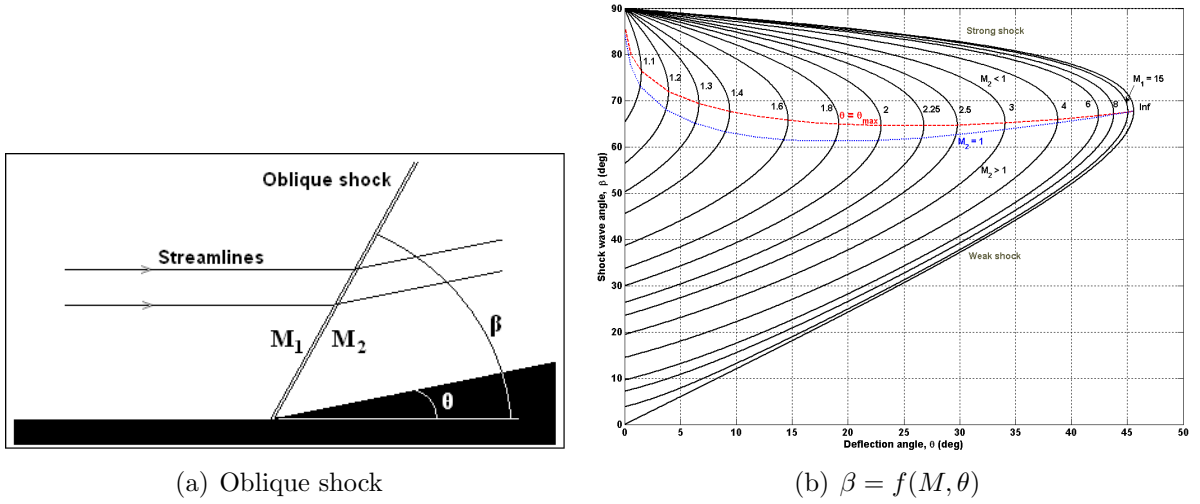 Oblique shock
Streamlines
M1 M2
β
θ
(a) Oblique shock
90
80
70
60
50
40
30
20
10
0
0 5 10 15 20 25 30 35 40 45 50
Shock wave angle, β (deg)
Deflection angle, θ (deg)
Strong shock
M2 < 1
M1 = 15
1.1
1.2
1.3
1.4
1.6
1.8
2
2.25
2.5
3
4
6
8
Inf
θ = θmax
M2 = 1
M2 > 1
Weak shock
(b) β = f(M, θ)